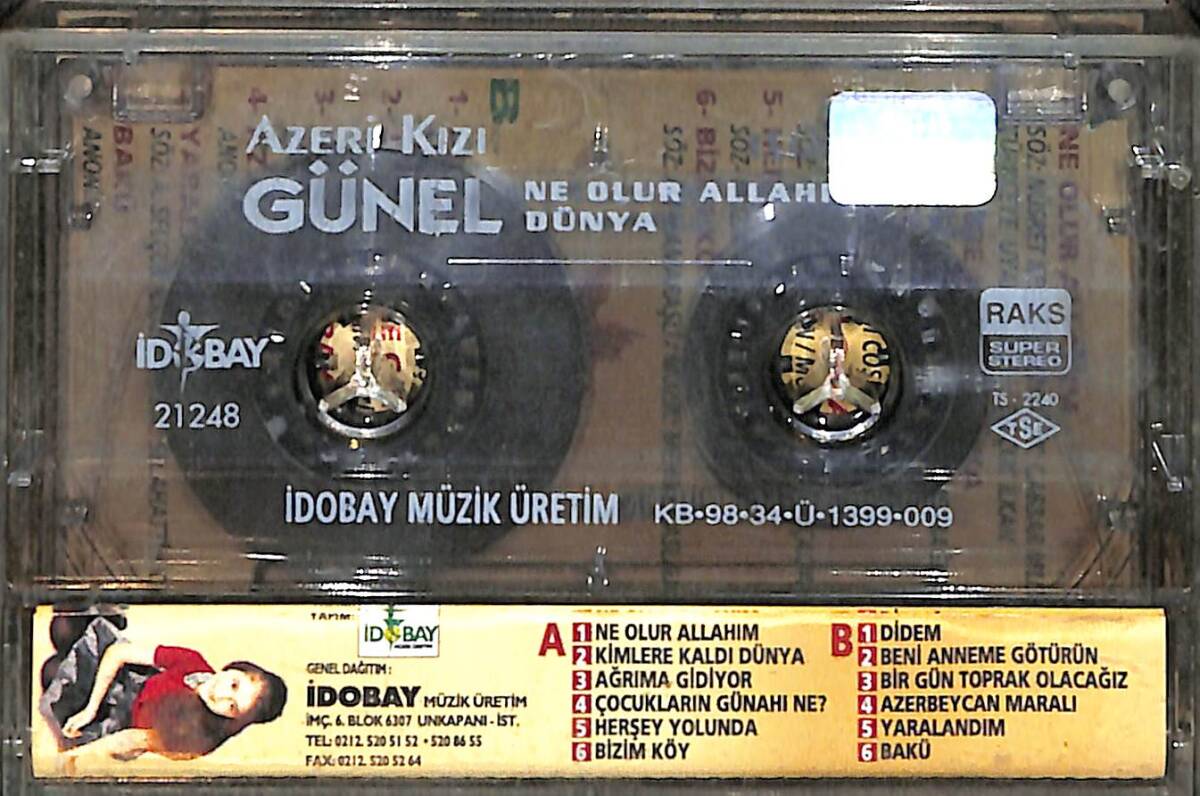 AZERİ KIZI
GÜNEL
NE OLUR ALLAHI
DÜNYA
İDOBAY
21248
RAKS
SUPER
STEREO
TS - 2240
TSE
İDOBAY MÜZİK ÜRETİM
KB•98•34•Ü•1399•009
YAPIM:
İDOBAY
GENEL DAĞITIM:
İDOBAY MÜZİK ÜRETİM
İMÇ. 6. BLOK 6307 UNKAPANI - İST.
TEL: 0212. 520 51 52 • 520 86 55
FAX: 0212. 520 52 64
A
1 NE OLUR ALLAHIM
2 KİMLERE KALDI DÜNYA
3 AĞRIMA GİDİYOR
4 ÇOCUKLARIN GÜNAHI NE?
5 HERŞEY YOLUNDA
6 BİZİM KÖY
B
1 DİDEM
2 BENİ ANNEME GÖTÜRÜN
3 BİR GÜN TOPRAK OLACAĞIZ
4 AZERBEYCAN MARALI
5 YARALANDIM
6 BAKÜ